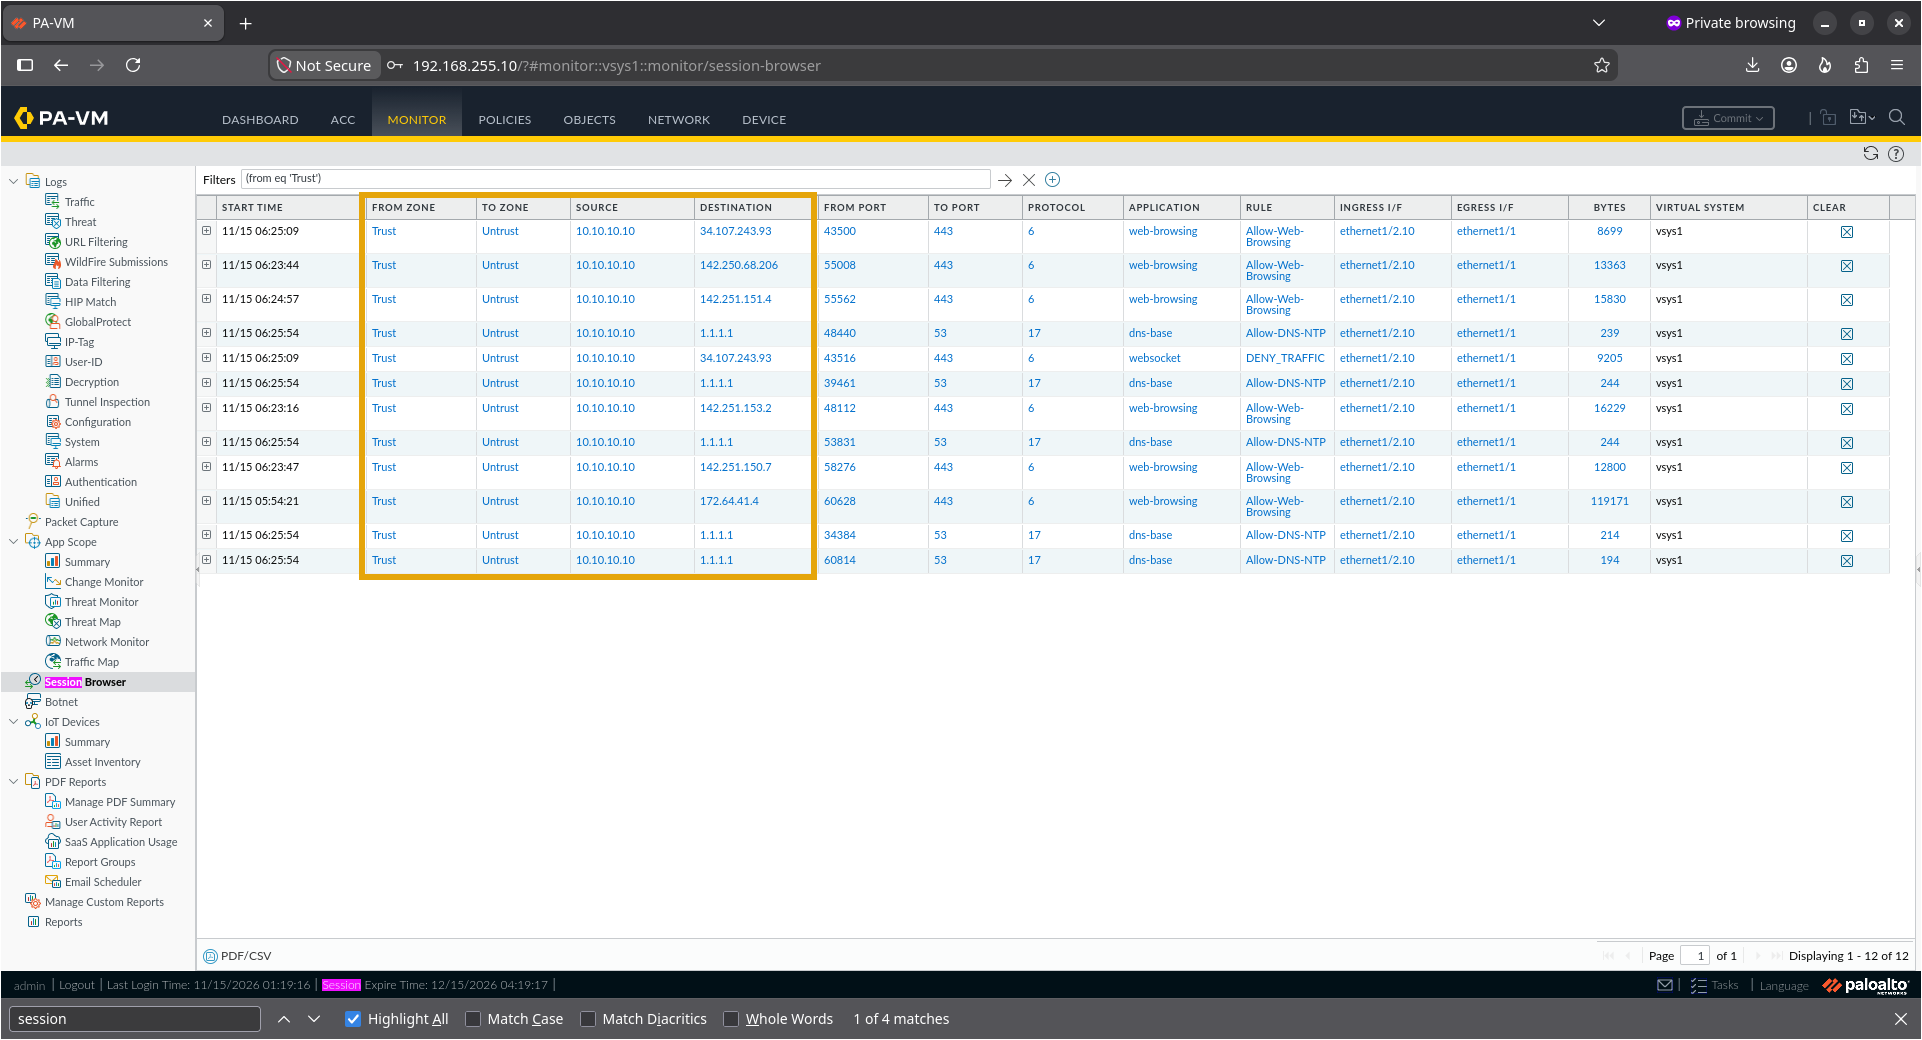 PA-VM
Private browsing
Not Secure
192.168.255.10/?#monitor::vsys1::monitor/session-browser
PA-VM
DASHBOARD ACC MONITOR POLICIES OBJECTS NETWORK DEVICE
Commit
Logs
Traffic
Threat
URL Filtering
WildFire Submissions
Data Filtering
HIP Match
GlobalProtect
IP-Tag
User-ID
Decryption
Tunnel Inspection
Configuration
System
Alarms
Authentication
Unified
Packet Capture
App Scope
Summary
Change Monitor
Threat Monitor
Threat Map
Network Monitor
Traffic Map
Session Browser
Botnet
IoT Devices
Summary
Asset Inventory
PDF Reports
Manage PDF Summary
User Activity Report
SaaS Application Usage
Report Groups
Email Scheduler
Manage Custom Reports
Reports
Filters (from eq 'Trust')
START TIME FROM ZONE TO ZONE SOURCE DESTINATION FROM PORT TO PORT PROTOCOL APPLICATION RULE INGRESS I/F EGRESS I/F BYTES VIRTUAL SYSTEM CLEAR
11/15 06:25:09 Trust Untrust 10.10.10.10 34.107.243.93 43500 443 6 web-browsing Allow-Web-Browsing ethernet1/2.10 ethernet1/1 8699 vsys1
11/15 06:23:44 Trust Untrust 10.10.10.10 142.250.68.206 55008 443 6 web-browsing Allow-Web-Browsing ethernet1/2.10 ethernet1/1 13363 vsys1
11/15 06:24:57 Trust Untrust 10.10.10.10 142.251.151.4 55562 443 6 web-browsing Allow-Web-Browsing ethernet1/2.10 ethernet1/1 15830 vsys1
11/15 06:25:54 Trust Untrust 10.10.10.10 1.1.1.1 48440 53 17 dns-base Allow-DNS-NTP ethernet1/2.10 ethernet1/1 239 vsys1
11/15 06:25:09 Trust Untrust 10.10.10.10 34.107.243.93 43516 443 6 websocket DENY_TRAFFIC ethernet1/2.10 ethernet1/1 9205 vsys1
11/15 06:25:54 Trust Untrust 10.10.10.10 1.1.1.1 39461 53 17 dns-base Allow-DNS-NTP ethernet1/2.10 ethernet1/1 244 vsys1
11/15 06:23:16 Trust Untrust 10.10.10.10 142.251.153.2 48112 443 6 web-browsing Allow-Web-Browsing ethernet1/2.10 ethernet1/1 16229 vsys1
11/15 06:25:54 Trust Untrust 10.10.10.10 1.1.1.1 53831 53 17 dns-base Allow-DNS-NTP ethernet1/2.10 ethernet1/1 244 vsys1
11/15 06:23:47 Trust Untrust 10.10.10.10 142.251.150.7 58276 443 6 web-browsing Allow-Web-Browsing ethernet1/2.10 ethernet1/1 12800 vsys1
11/15 05:54:21 Trust Untrust 10.10.10.10 172.64.41.4 60628 443 6 web-browsing Allow-Web-Browsing ethernet1/2.10 ethernet1/1 119171 vsys1
11/15 06:25:54 Trust Untrust 10.10.10.10 1.1.1.1 34384 53 17 dns-base Allow-DNS-NTP ethernet1/2.10 ethernet1/1 214 vsys1
11/15 06:25:54 Trust Untrust 10.10.10.10 1.1.1.1 60814 53 17 dns-base Allow-DNS-NTP ethernet1/2.10 ethernet1/1 194 vsys1
PDF/CSV
Page 1 of 1 Displaying 1 - 12 of 12
admin | Logout | Last Login Time: 11/15/2026 01:19:16 | Session Expire Time: 12/15/2026 04:19:17 |
Tasks | Language paloalto NETWORKS
session Highlight All Match Case Match Diacritics Whole Words 1 of 4 matches